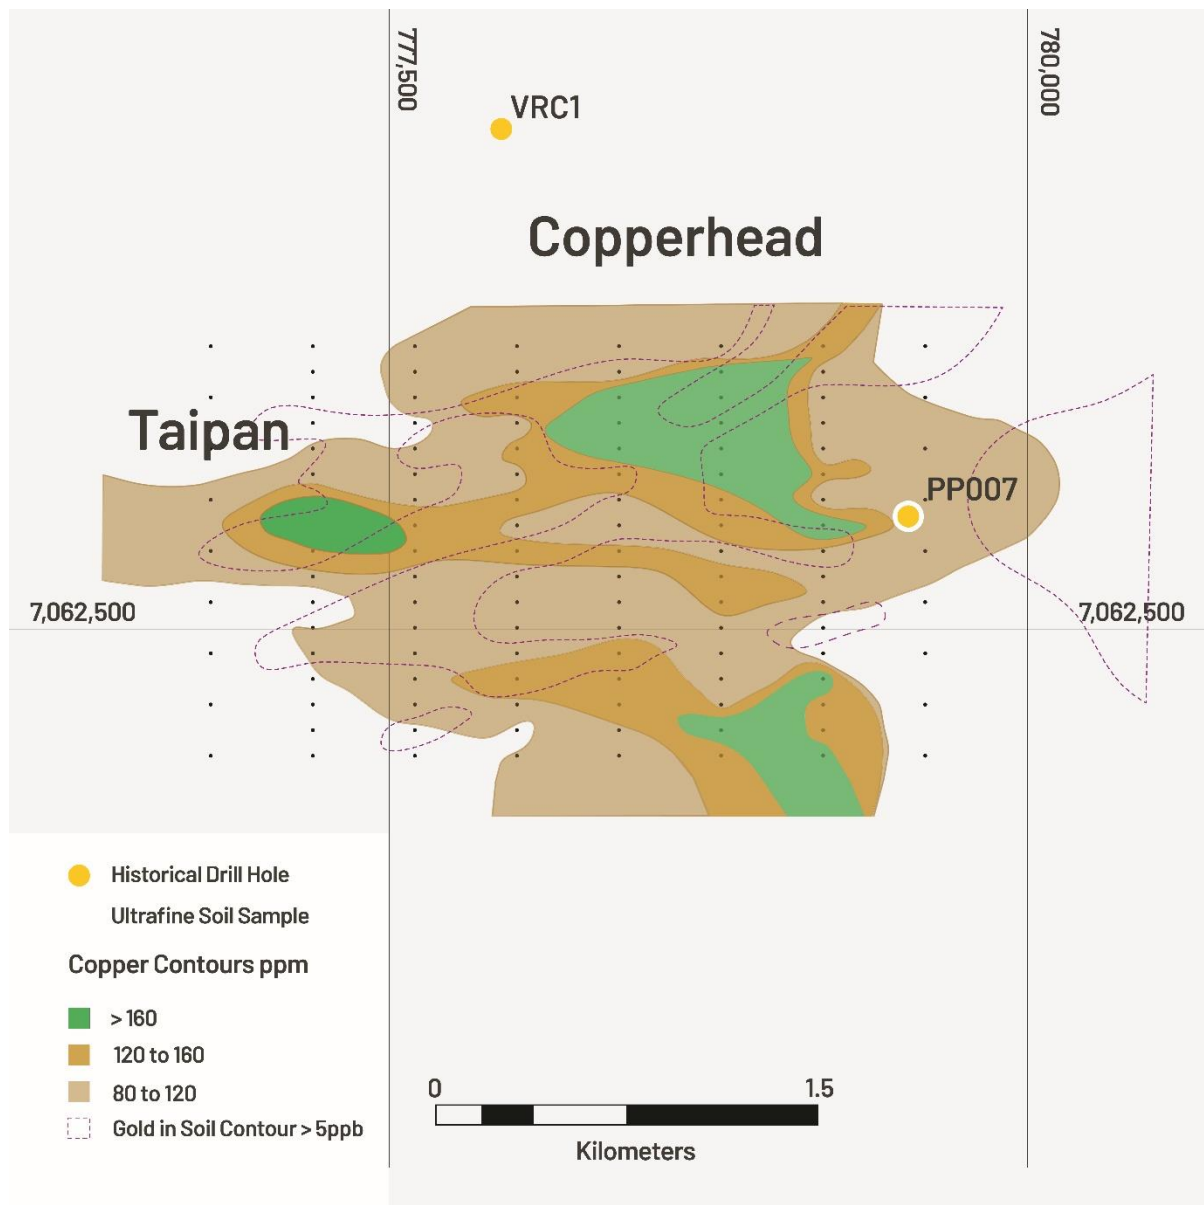 777,500
780,000
VRC1
Copperhead
Taipan
PP007
7,062,500
7,062,500
Historical Drill Hole
Ultrafine Soil Sample
Copper Contours ppm
> 160
120 to 160
80 to 120
Gold in Soil Contour > 5ppb
0
1.5
Kilometers